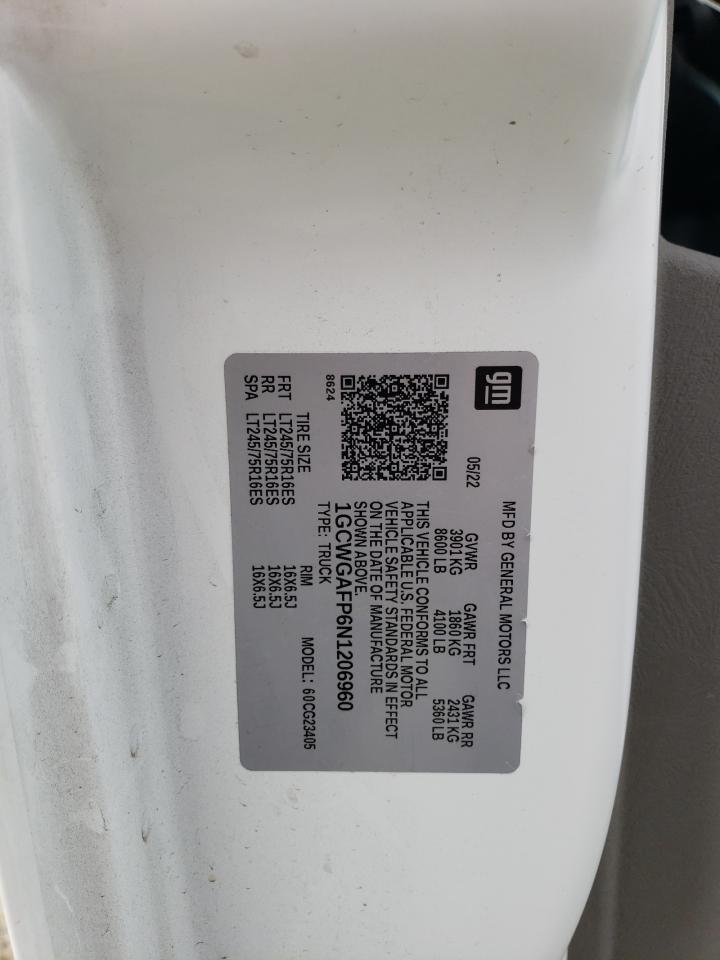 gm
MFD BY GENERAL MOTORS LLC
05/22
GVWR GAWR FRT GAWR RR
3901 KG 1860 KG 2431 KG
8600 LB 4100 LB 5360 LB
THIS VEHICLE CONFORMS TO ALL
APPLICABLE U.S. FEDERAL MOTOR
VEHICLE SAFETY STANDARDS IN EFFECT
ON THE DATE OF MANUFACTURE
SHOWN ABOVE.
1GCWGAFP6N1206960
TYPE: TRUCK
8624
MODEL: 60CG23405
TIRE SIZE RIM
FRT LT245/75R16ES 16X6.5J
RR LT245/75R16ES 16X6.5J
SPA LT245/75R16ES 16X6.5J